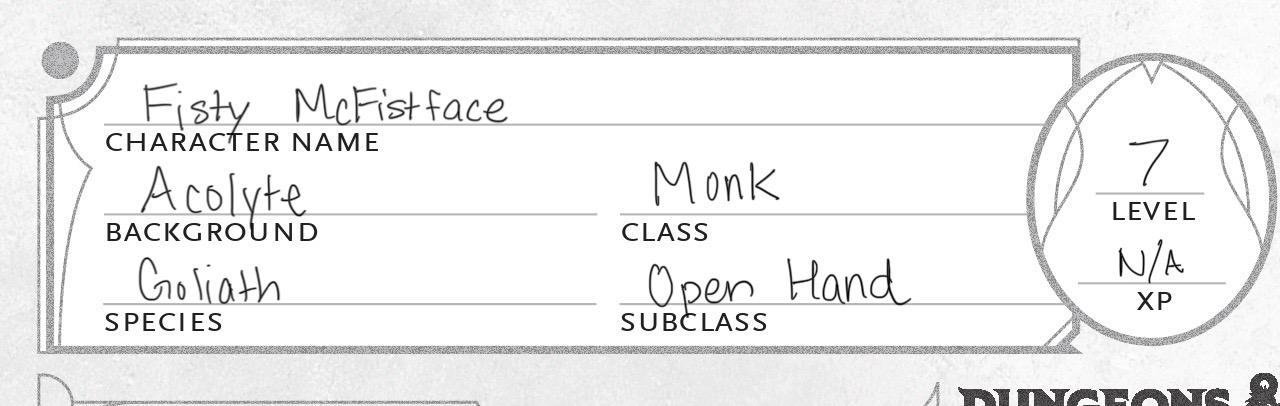 Fisty McFistface
CHARACTER NAME
Acolyte Monk 7
BACKGROUND CLASS LEVEL
Goliath Open Hand N/A
SPECIES SUBCLASS XP
DUNGEONS &